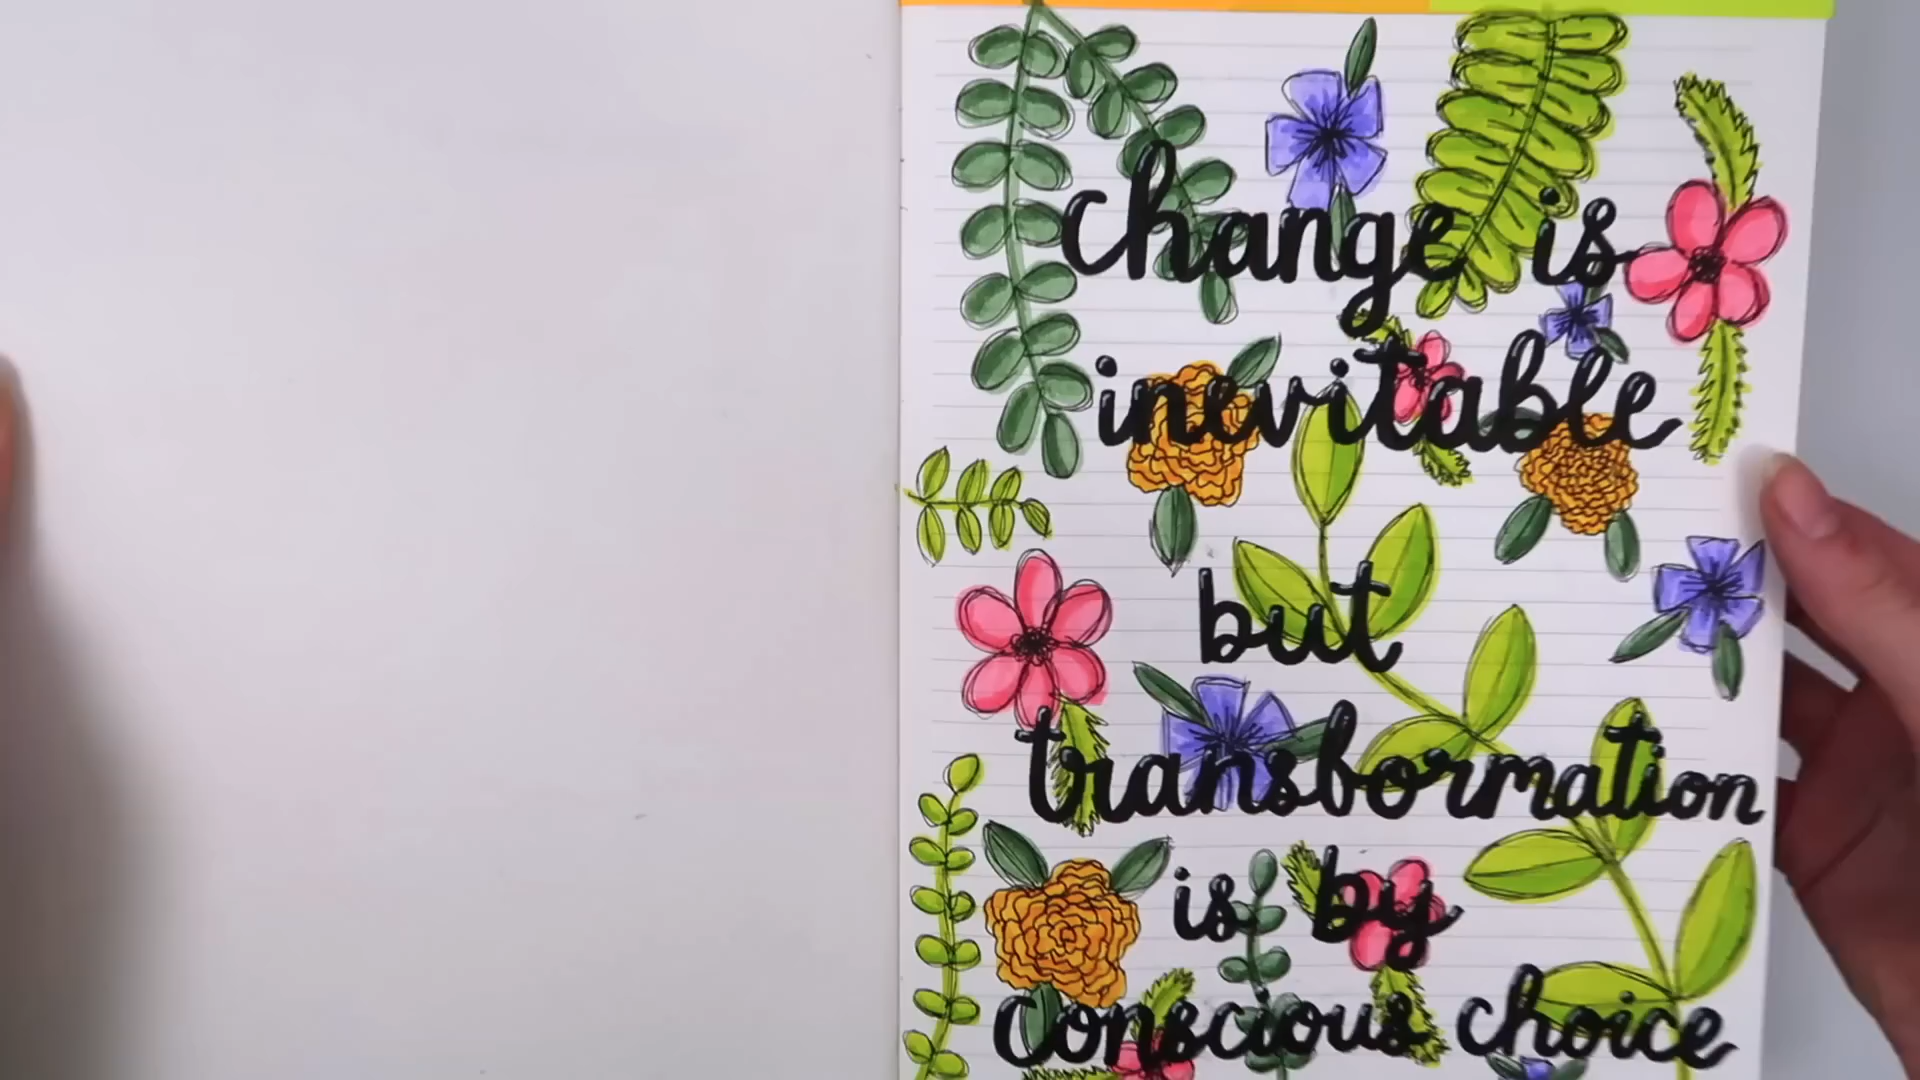 change is
inevitable
but
transformation
is by
conscious choice